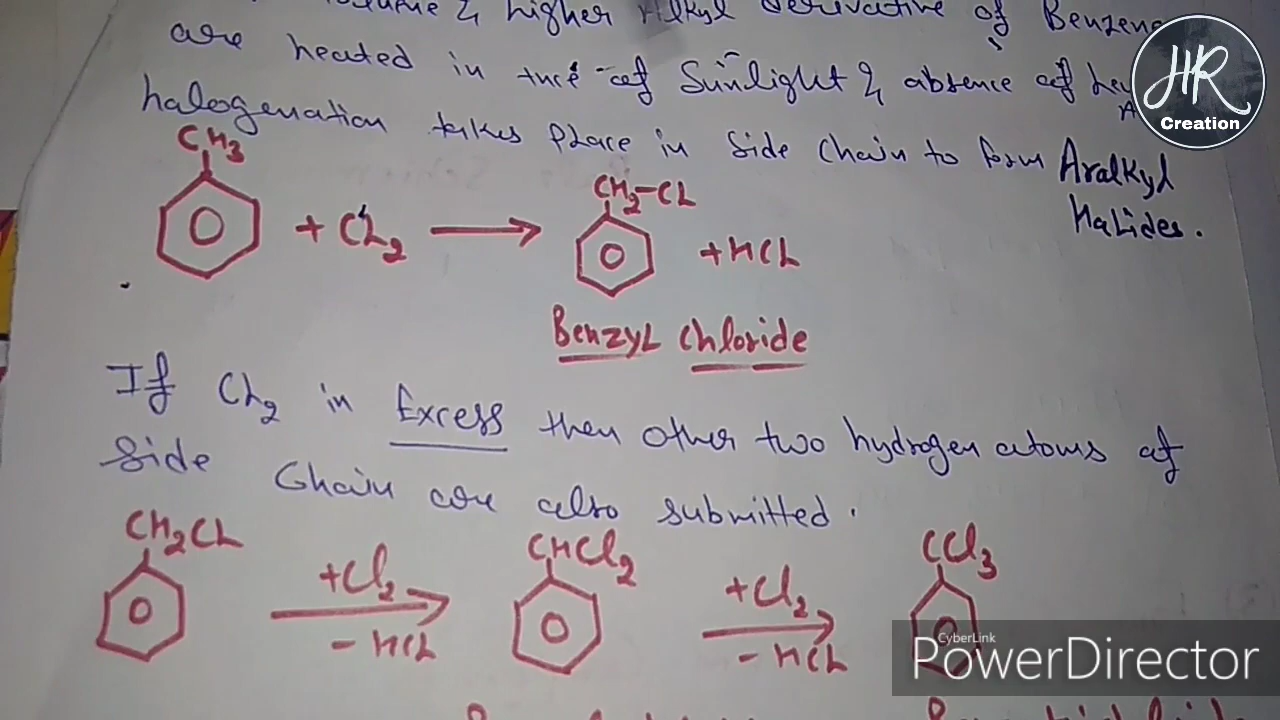 & higher Alkyl derivative of Benzene
are heated in the of Sunlight & absence of
halogenation takes place in side chain to form Aralkyl
Halides.
CH3
+ Cl2
CH2-CL
+ HCL
Benzyl Chloride
If Cl2 in Excess then other two hydrogen atoms of
side Chain are also submitted.
CH2CL
+Cl2
- HCL
CHCl2
+Cl2
- HCL
CCl3
HR
Creation
CyberLink
PowerDirector